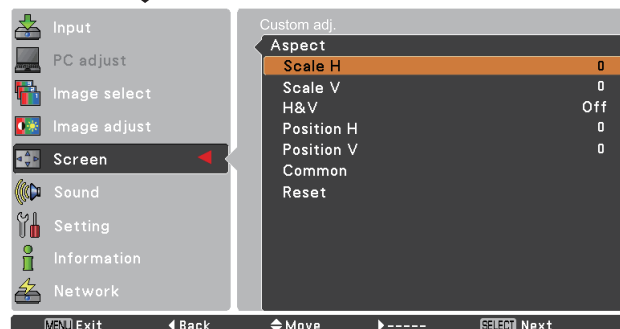 Input
PC adjust
Image select
Image adjust
Screen
Sound
Setting
Information
Network
Custom adj.
Aspect
Scale H 0
Scale V 0
H&V Off
Position H 0
Position V 0
Common
Reset
MENU Exit Back Move ----- SELECT Next